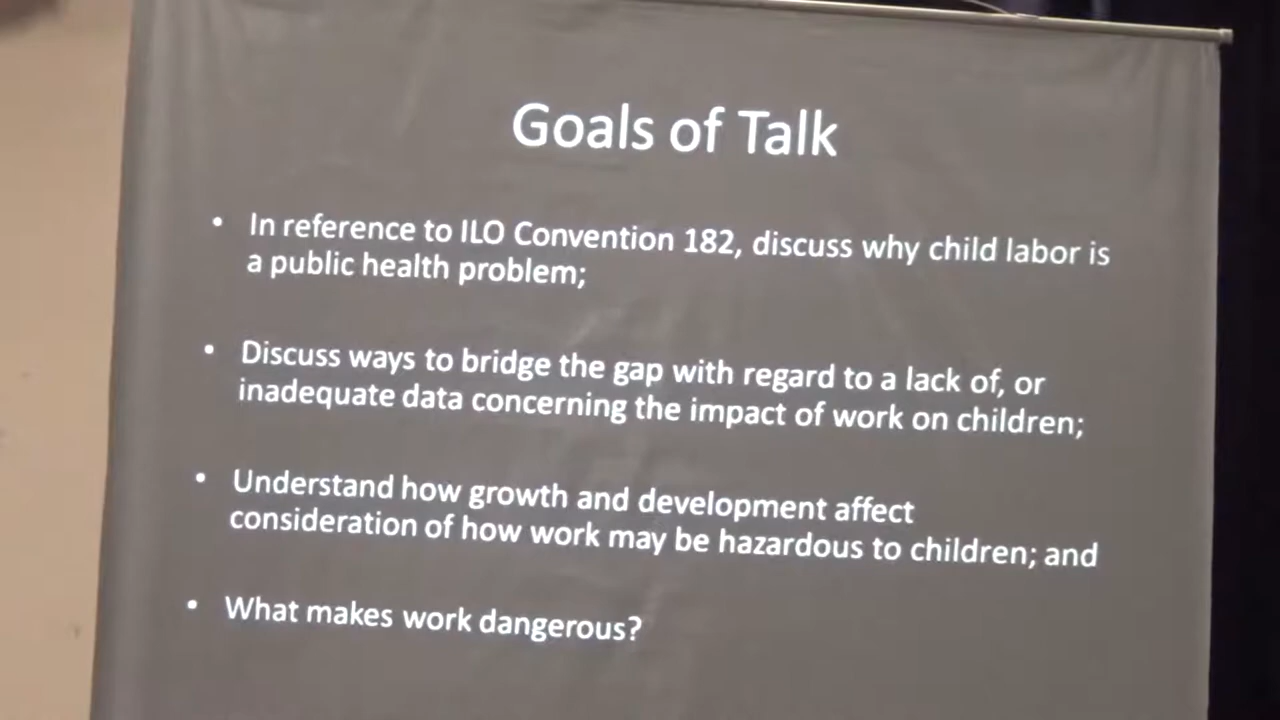 Goals of Talk
• In reference to ILO Convention 182, discuss why child labor is
a public health problem;
• Discuss ways to bridge the gap with regard to a lack of, or
inadequate data concerning the impact of work on children;
• Understand how growth and development affect
consideration of how work may be hazardous to children; and
• What makes work dangerous?